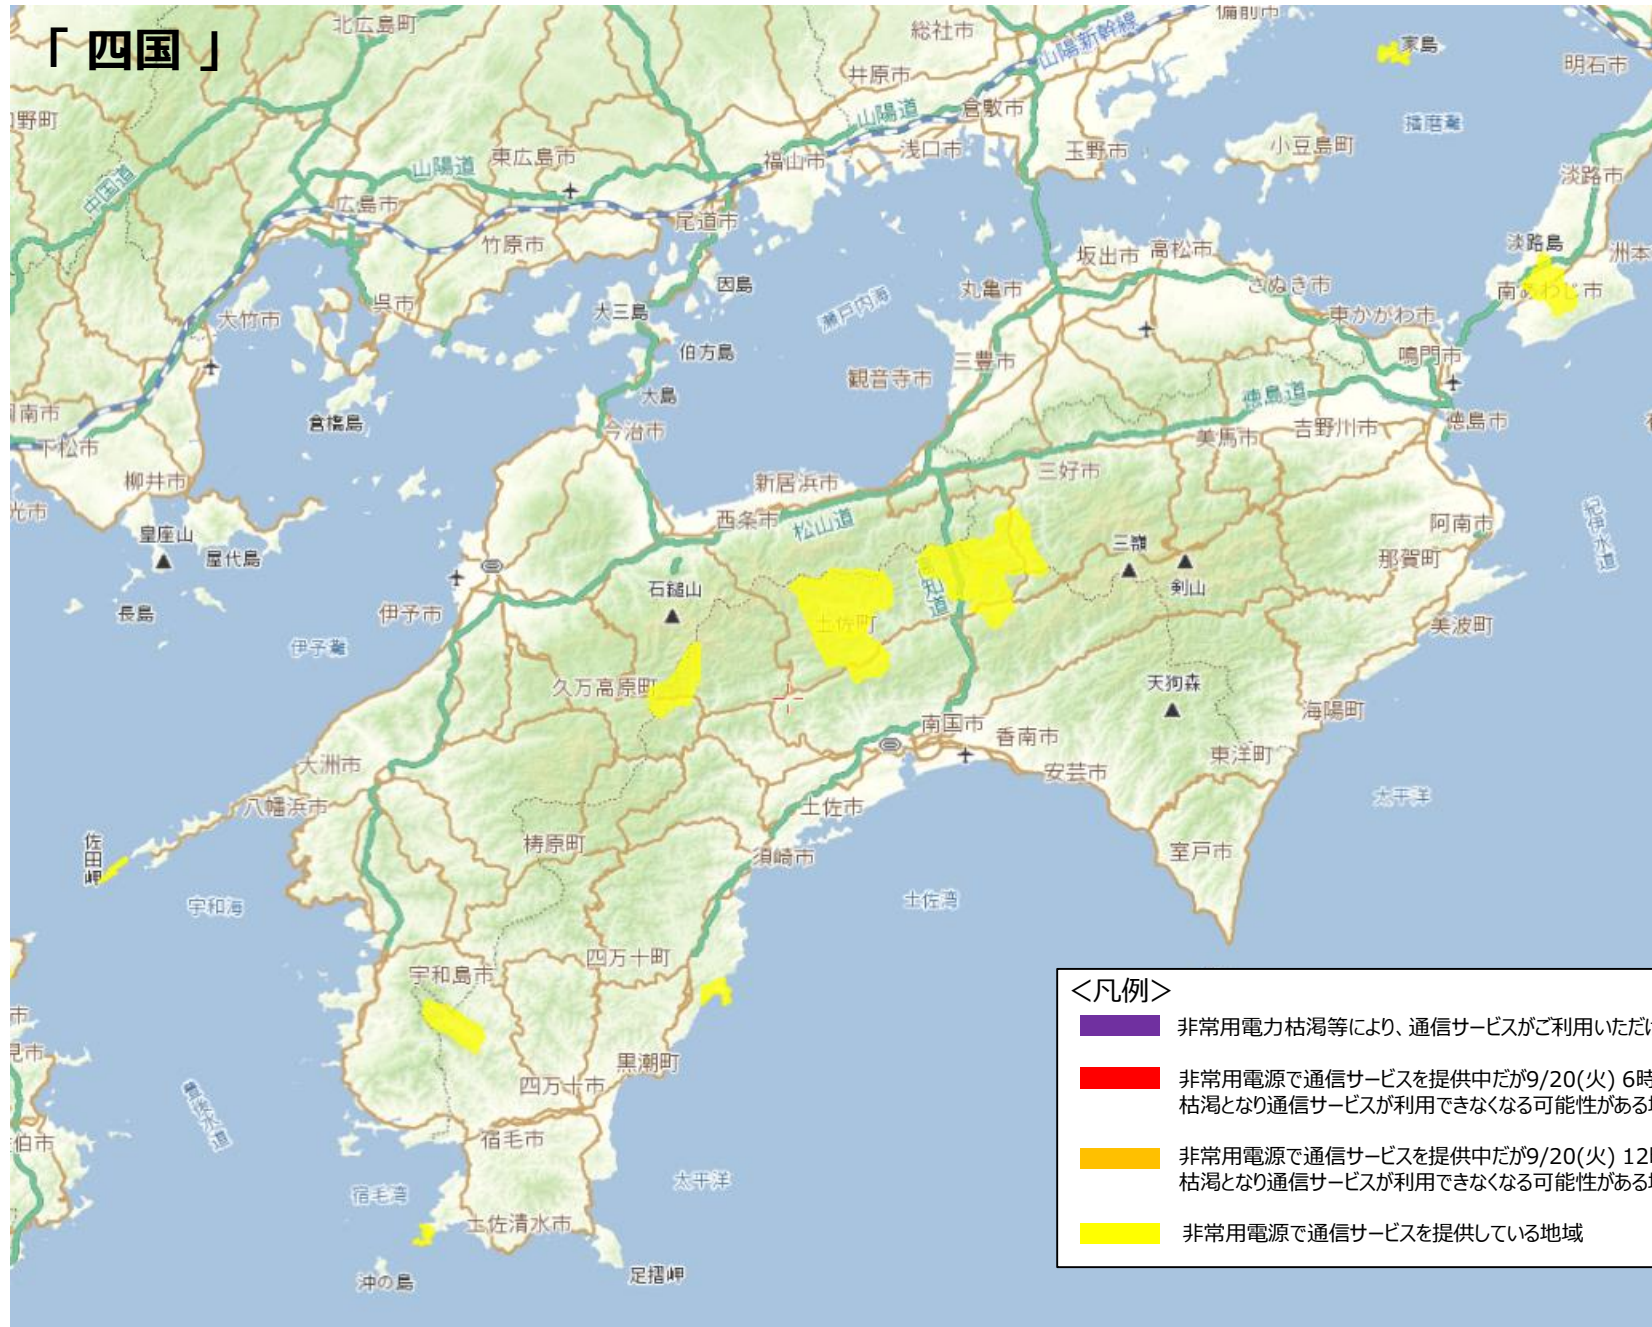 「 四国 」
北広島町
総社市
備前市
家島
明石市
山陽新幹線
井原市
倉敷市
山陽道
浅口市
玉野市
播磨灘
小豆島町
淡路市
野町
中国道
山陽道
東広島市
福山市
広島市
尾道市
竹原市
坂出市
高松市
淡路島
洲本
因島
丸亀市
さぬき市
南あわじ市
呉市
大竹市
大三島
瀬戸内海
東かがわ市
伯方島
三豊市
鳴門市
観音寺市
大島
徳島道
南市
倉橋島
今治市
吉野川市
徳島市
下松市
美馬市
柳井市
新居浜市
三好市
光市
西条市
松山道
阿南市
紀伊水道
皇座山
屋代島
三嶺
那賀町
石鎚山
剣山
知道
長島
伊予市
土佐町
美波町
伊予灘
久万高原町
天狗森
南国市
香南市
海陽町
大洲市
安芸市
東洋町
八幡浜市
土佐市
太平洋
佐田岬
梼原町
須崎市
室戸市
宇和海
土佐湾
四万十町
宇和島市
市
見市
黒潮町
四万十市
豊後水道
伯市
宿毛市
宿毛湾
太平洋
土佐清水市
沖の島
足摺岬
＜凡例＞
非常用電力枯渇等により、通信サービスがご利用いただけ
非常用電源で通信サービスを提供中だが9/20(火) 6時
枯渇となり通信サービスが利用できなくなる可能性がある
非常用電源で通信サービスを提供中だが9/20(火) 12
枯渇となり通信サービスが利用できなくなる可能性がある
非常用電源で通信サービスを提供している地域